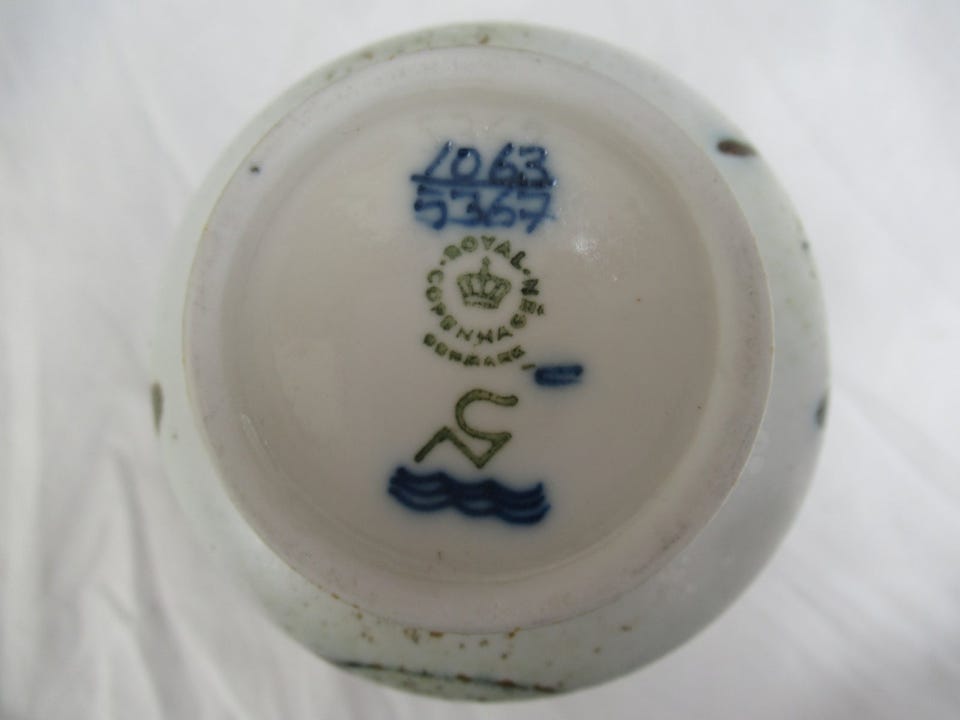 1063
5367
ROYAL
COPENHAGEN
DENMARK